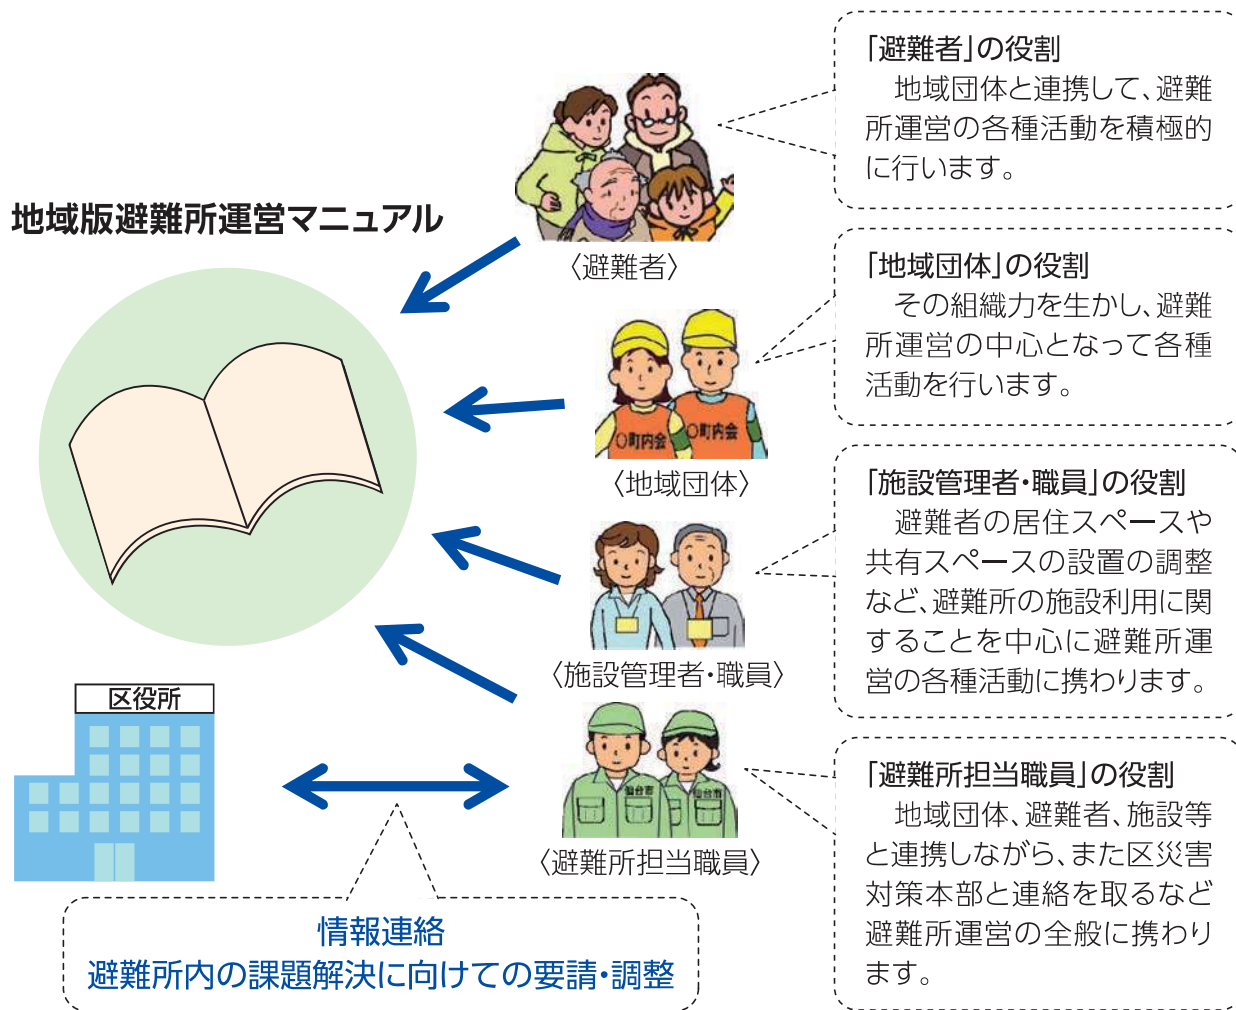 地域版避難所運営マニュアル
〈避難者〉
「避難者」の役割
地域団体と連携して、避難
所運営の各種活動を積極的
に行います。
〇町内会
〇町内会
〈地域団体〉
「地域団体」の役割
その組織力を生かし、避難
所運営の中心となって各種
活動を行います。
〈施設管理者・職員〉
「施設管理者・職員」の役割
避難者の居住スペースや
共有スペースの設置の調整
など、避難所の施設利用に関
することを中心に避難所運
営の各種活動に携わります。
区役所
仙台市
仙台市
〈避難所担当職員〉
「避難所担当職員」の役割
地域団体、避難者、施設等
と連携しながら、また区災害
対策本部と連絡を取るなど
避難所運営の全般に携わり
ます。
情報連絡
避難所内の課題解決に向けての要請・調整